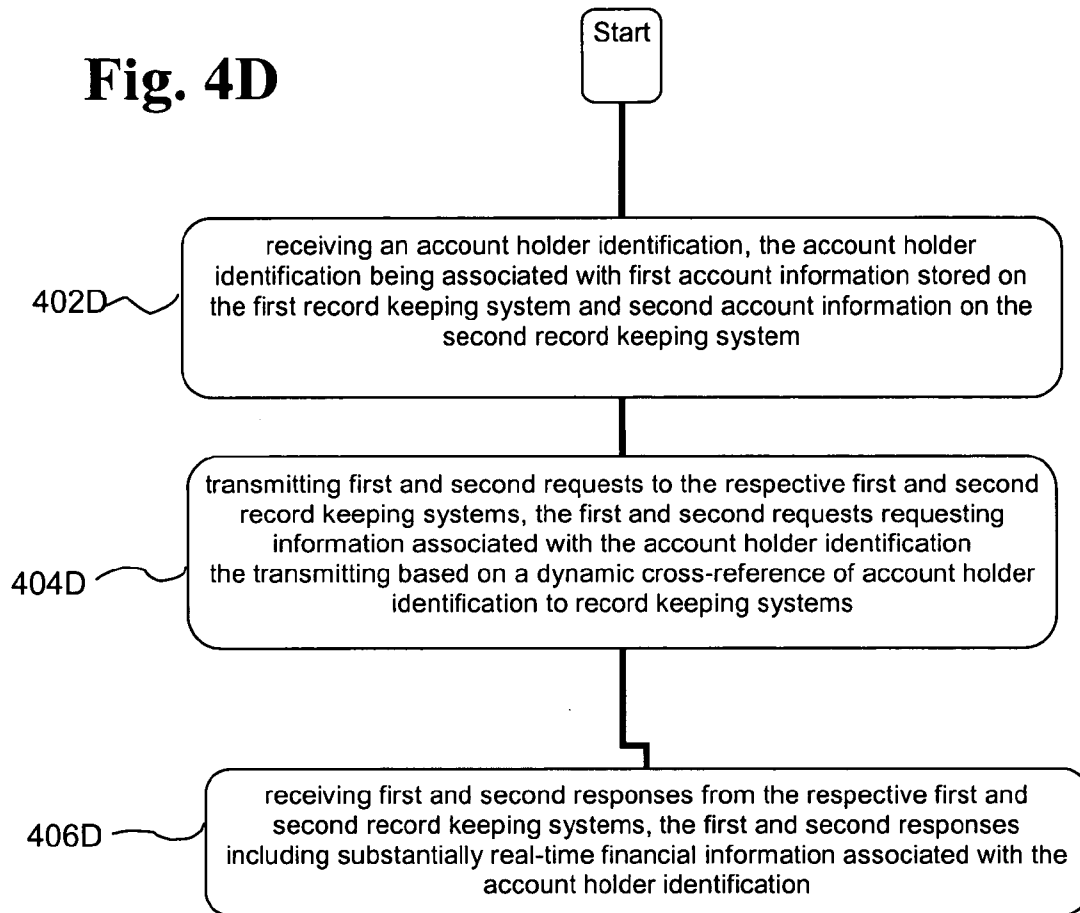 Fig. 4D
Start
receiving an account holder identification, the account holder
identification being associated with first account information stored on
the first record keeping system and second account information on the
second record keeping system
402D
transmitting first and second requests to the respective first and second
record keeping systems, the first and second requests requesting
information associated with the account holder identification
the transmitting based on a dynamic cross-reference of account holder
identification to record keeping systems
404D
receiving first and second responses from the respective first and
second record keeping systems, the first and second responses
including substantially real-time financial information associated with the
account holder identification
406D